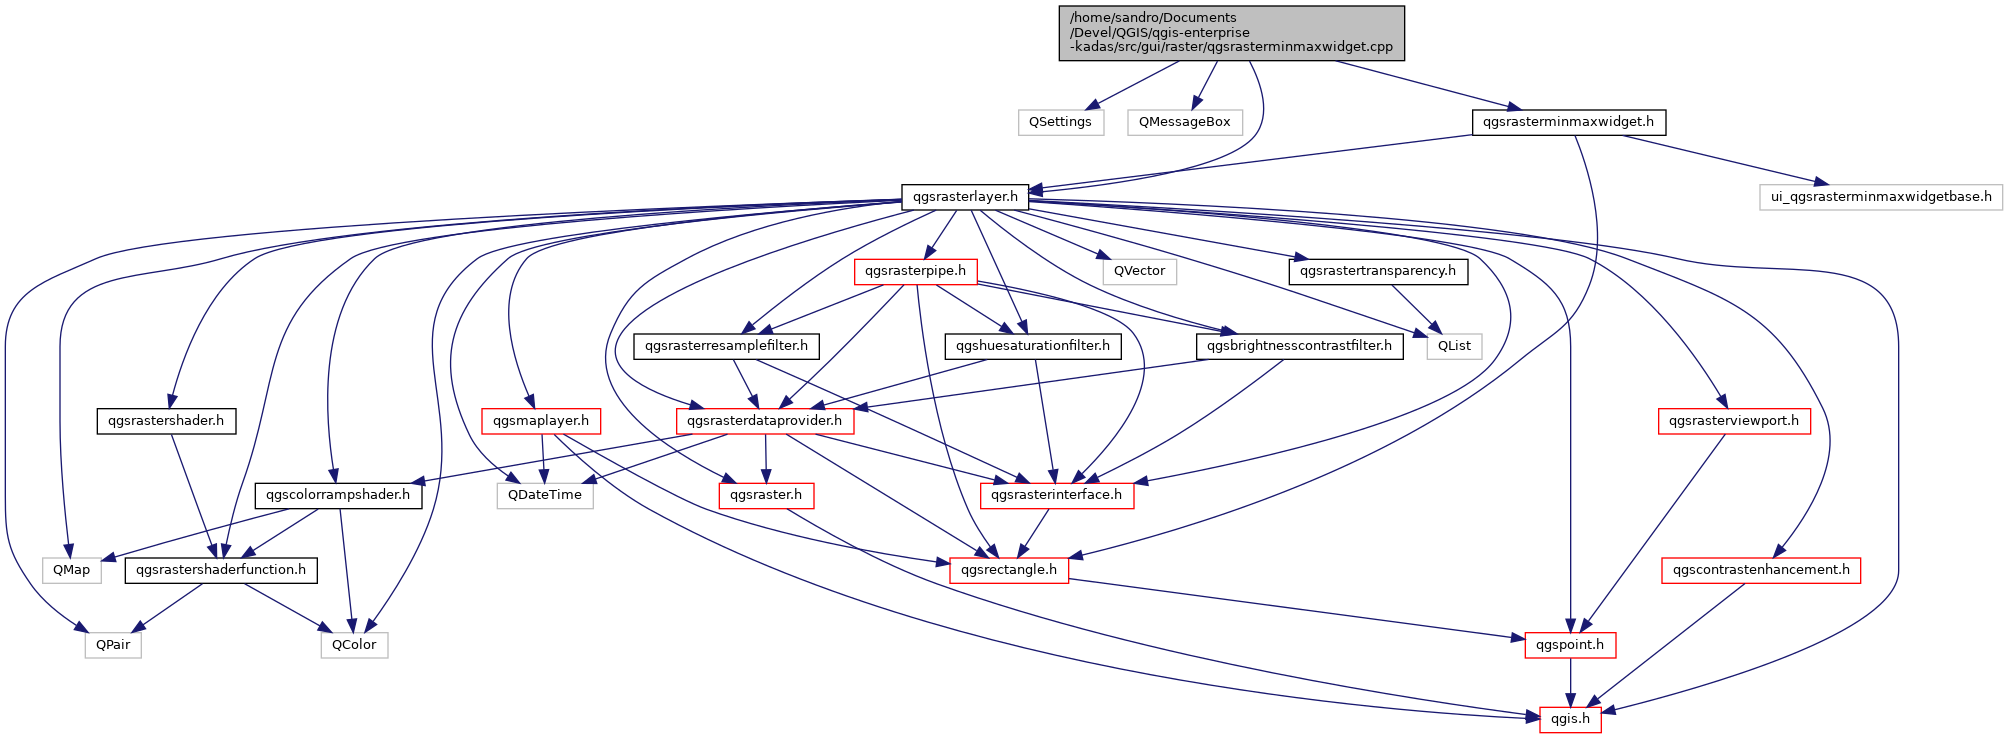 /home/sandro/Documents
/Devel/QGIS/qgis-enterprise
-kadas/src/gui/raster/qgsrasterminmaxwidget.cpp
QSettings
QMessageBox
qgsrasterminmaxwidget.h
qgsrasterlayer.h
ui_qgsrasterminmaxwidgetbase.h
qgsrasterpipe.h
QVector
qgsrastertransparency.h
qgsrasterresamplefilter.h
qgshuesaturationfilter.h
qgsbrightnesscontrastfilter.h
QList
qgsrastershader.h
qgsmaplayer.h
qgsrasterdataprovider.h
qgsrasterviewport.h
qgscolorrampshader.h
QDateTime
qgsraster.h
qgsrasterinterface.h
QMap
qgsrastershaderfunction.h
qgsrectangle.h
qgscontrastenhancement.h
QPair
QColor
qgspoint.h
qgis.h